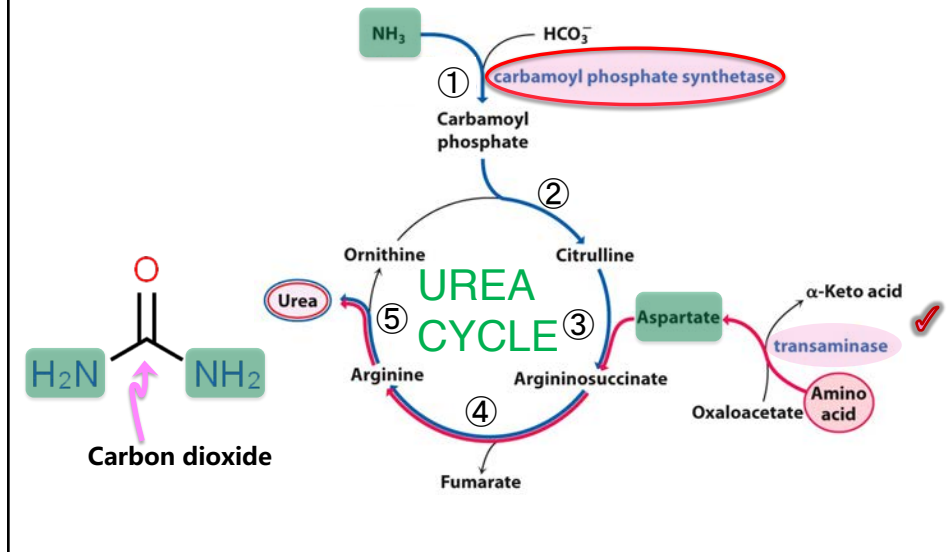 NH₃
HCO₃⁻
carbamoyl phosphate synthetase
①
Carbamoyl
phosphate
②
Ornithine
Citrulline
O
α-Keto acid
Urea
UREA
CYCLE
⑤
③
Aspartate
transaminase
H₂N
NH₂
Arginine
Argininosuccinate
Amino
acid
Oxaloacetate
④
Carbon dioxide
Fumarate